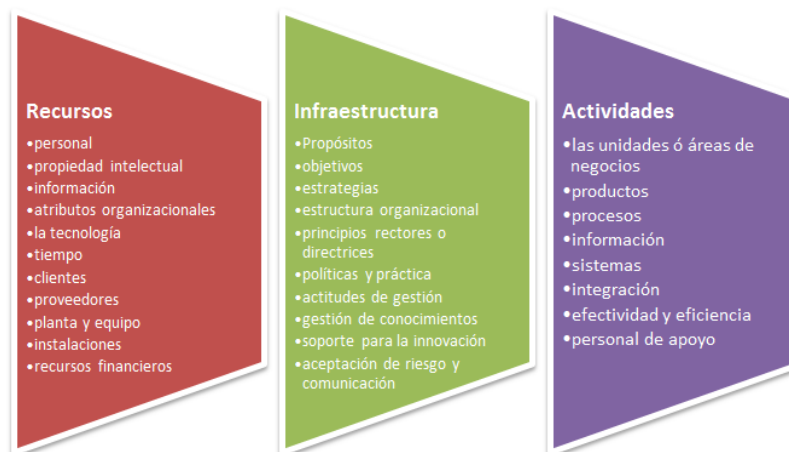 Recursos
•personal
•propiedad intelectual
•información
•atributos organizacionales
•la tecnología
•tiempo
•clientes
•proveedores
•planta y equipo
•instalaciones
•recursos financieros
Infraestructura
•Propósitos
•objetivos
•estrategias
•estructura organizacional
•principios rectores o
directrices
•políticas y práctica
•actitudes de gestión
•gestión de conocimientos
•soporte para la innovación
•aceptación de riesgo y
comunicación
Actividades
•las unidades ó áreas de
negocios
•productos
•procesos
•información
•sistemas
•integración
•efectividad y eficiencia
•personal de apoyo